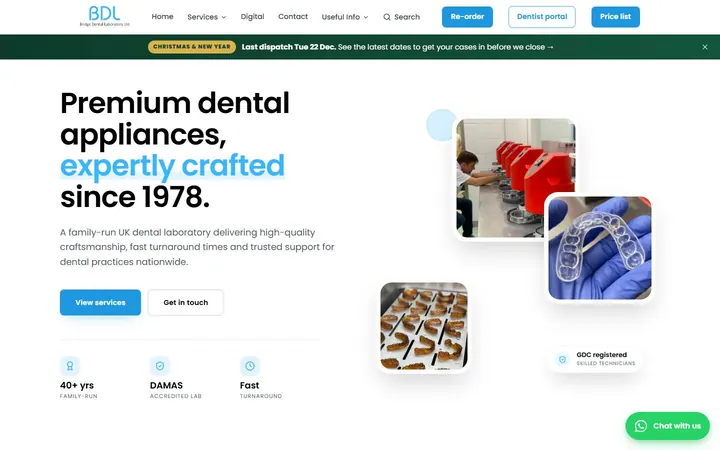 BDL
Bridge Dental Laboratory Ltd
Home
Services
Digital
Contact
Useful Info
Search
Re-order
Dentist portal
Price list
CHRISTMAS & NEW YEAR
Last dispatch Tue 22 Dec. See the latest dates to get your cases in before we close →
Premium dental
appliances,
expertly crafted
since 1978.
A family-run UK dental laboratory delivering high-quality
craftsmanship, fast turnaround times and trusted support for
dental practices nationwide.
View services
Get in touch
40+ yrs
FAMILY-RUN
DAMAS
ACCREDITED LAB
Fast
TURNAROUND
GDC registered
SKILLED TECHNICIANS
Chat with us